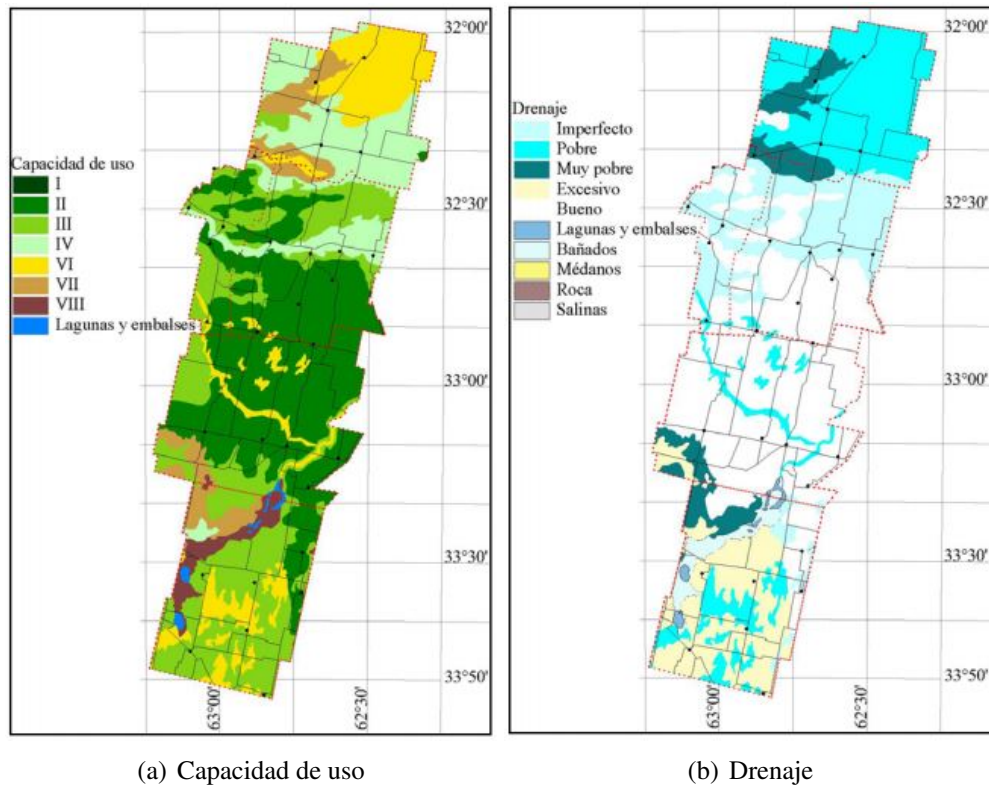 Capacidad de uso
I
II
III
IV
VI
VII
VIII
Lagunas y embalses
32°00'
32°30'
33°00'
33°30'
33°50'
63°00'
62°30'
Drenaje
Imperfecto
Pobre
Muy pobre
Excesivo
Bueno
Lagunas y embalses
Bañados
Médanos
Roca
Salinas
32°00'
32°30'
33°00'
33°30'
33°50'
63°00'
62°30'
(a) Capacidad de uso
(b) Drenaje